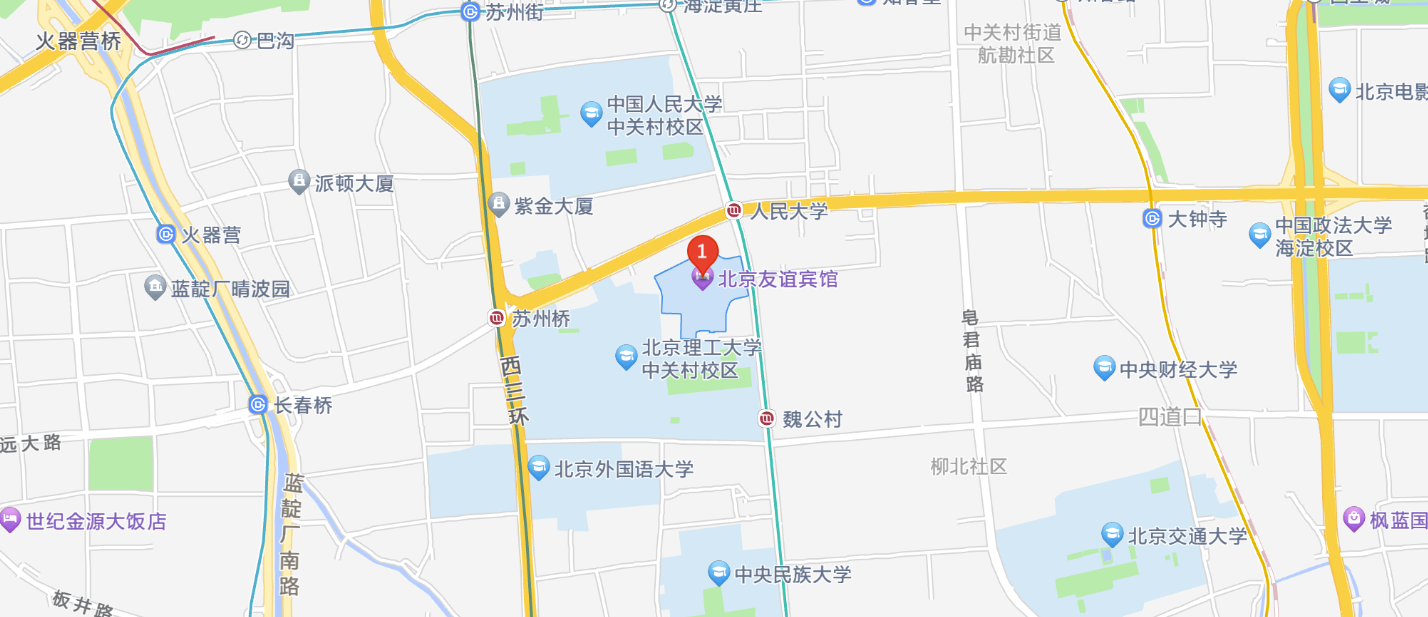 苏州街
海淀黄庄
火器营桥
巴沟
中关村街道
航勘社区
中国人民大学
中关村校区
北京电影
派顿大厦
紫金大厦
人民大学
大钟寺
中国政法大学
海淀校区
火器营
1
北京友谊宾馆
蓝靛厂晴波园
苏州桥
皂君庙路
北京理工大学
中关村校区
西三环
中央财经大学
长春桥
魏公村
四道口
远大路
北京外国语大学
柳北社区
蓝靛厂南路
世纪金源大饭店
枫蓝国
北京交通大学
中央民族大学
板井路